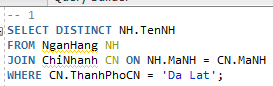 -- 1
SELECT DISTINCT NH.TenNH
FROM NganHang NH
JOIN ChiNhanh CN ON NH.MaNH = CN.MaNH
WHERE CN.ThanhPhoCN = 'Da Lat';